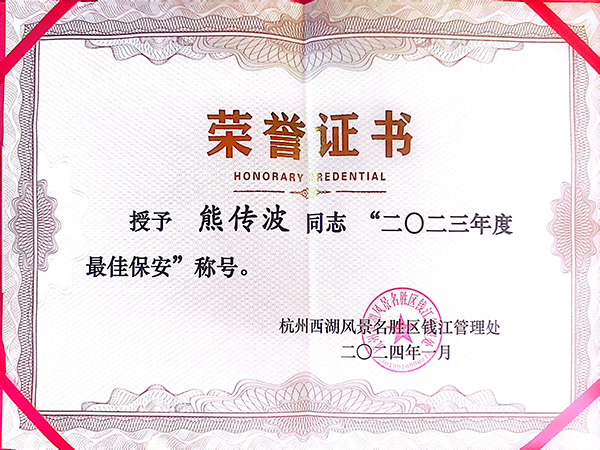 荣誉证书
HONORARY CREDENTIAL
授予 熊传波 同志 “二〇二三年度
最佳保安”称号。
杭州西湖风景名胜区钱江管理处
二〇二四年一月